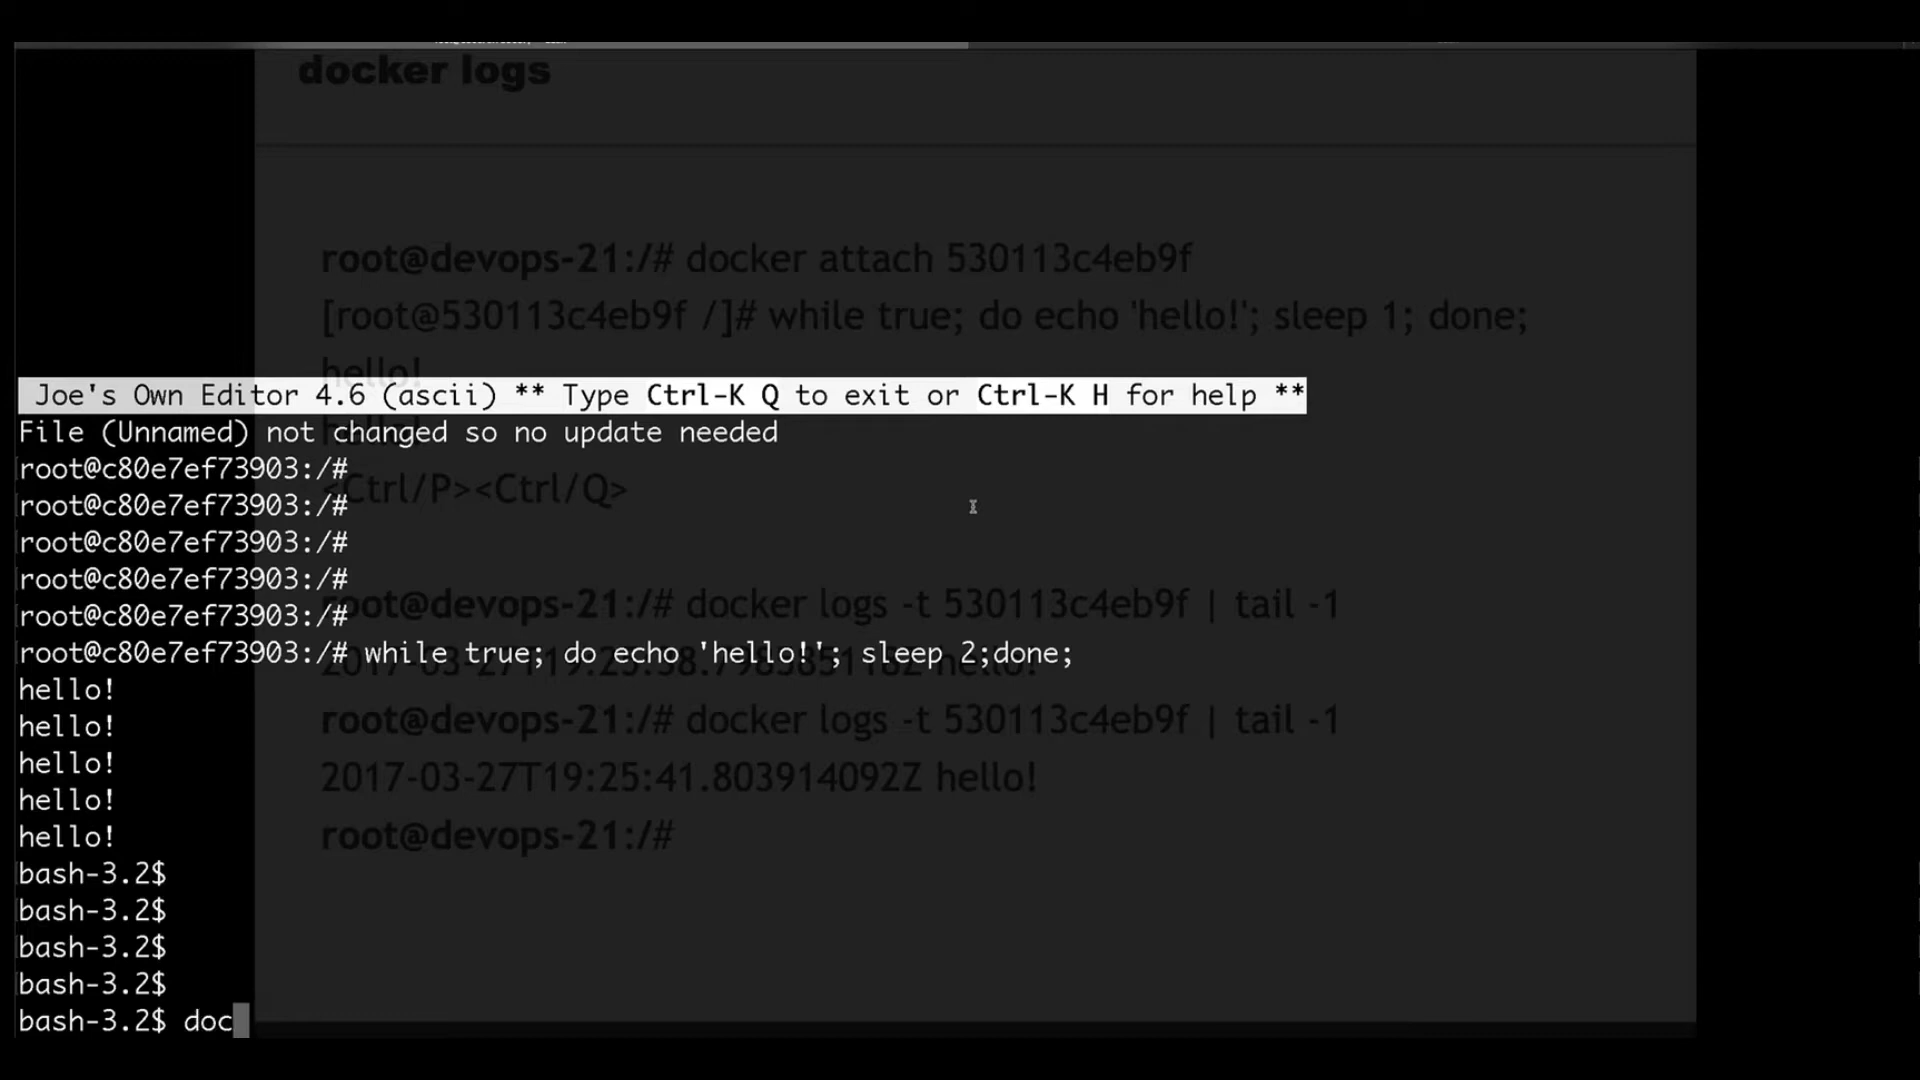 docker logs
root@devops-21:/# docker attach 530113c4eb9f
[root@530113c4eb9f /]# while true; do echo 'hello!'; sleep 1; done;
hello!
Joe's Own Editor 4.6 (ascii) ** Type Ctrl-K Q to exit or Ctrl-K H for help **
File (Unnamed) not changed so no update needed
root@c80e7ef73903:/#
<Ctrl/P><Ctrl/Q>
root@c80e7ef73903:/#
root@c80e7ef73903:/#
root@c80e7ef73903:/#
root@devops-21:/# docker logs -t 530113c4eb9f | tail -1
root@c80e7ef73903:/#
root@c80e7ef73903:/# while true; do echo 'hello!'; sleep 2;done;
hello!
hello!
root@devops-21:/# docker logs -t 530113c4eb9f | tail -1
hello!
2017-03-27T19:25:41.803914092Z hello!
hello!
hello!
root@devops-21:/#
bash-3.2$
bash-3.2$
bash-3.2$
bash-3.2$
bash-3.2$ doc